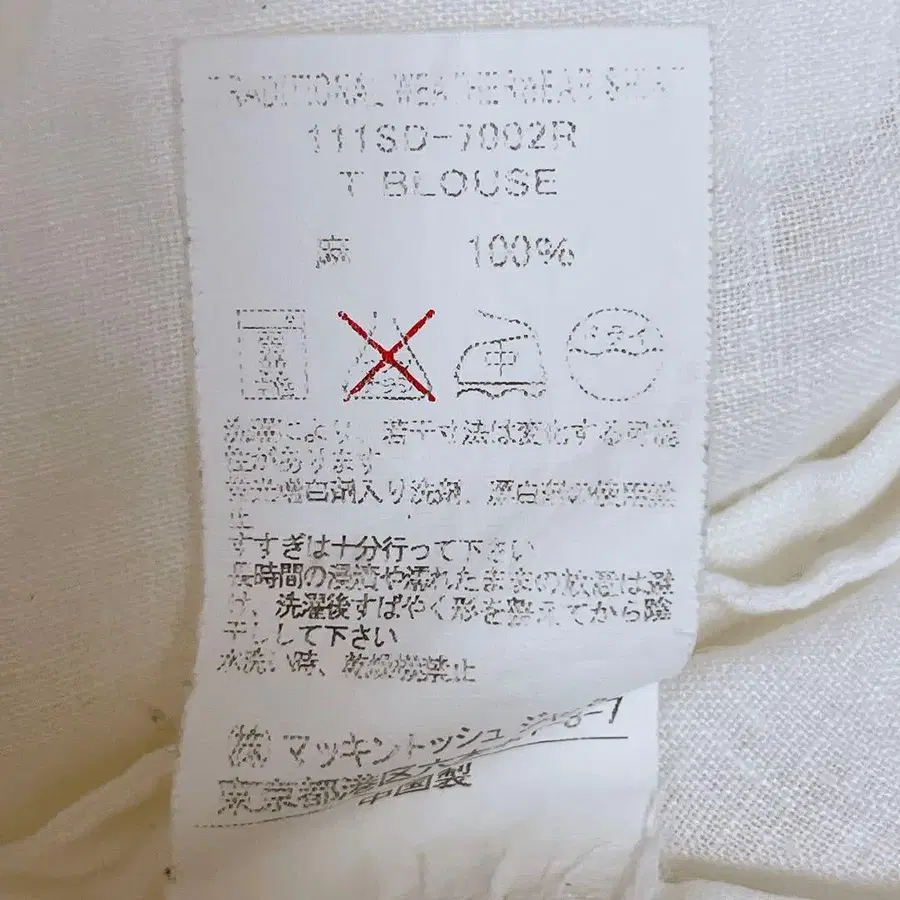 TRADITIONAL WEATHERWEAR SHIRT
111SD-7002R
T BLOUSE
麻 100%
中
洗濯により、若干寸法は変化する可能
性があります
蛍光増白剤入り洗剤、漂白剤の使用禁
止
すすぎは十分行って下さい
長時間の浸漬や濡れたままの放置は避
け、洗濯後すばやく形を整えてから陰
干しして下さい
水洗い時、乾燥機禁止
(株)マッキントッシュ
東京都港区六
中国製